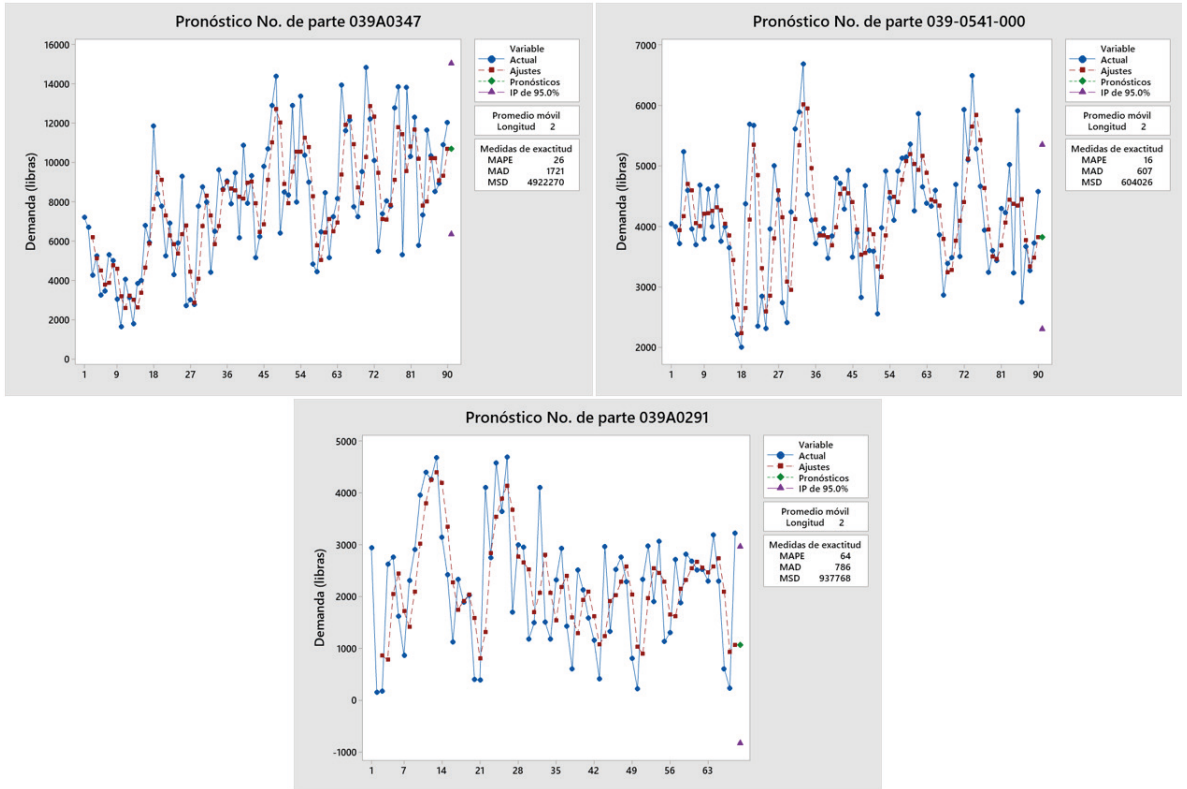 Pronóstico No. de parte 039A0347
Demanda (libras)
16000
14000
12000
10000
8000
6000
4000
2000
0
1 9 18 27 36 45 54 63 72 81 90
Variable
Actual
Ajustes
Pronósticos
IP de 95.0%
Promedio móvil
Longitud 2
Medidas de exactitud
MAPE 26
MAD 1721
MSD 4922270
Pronóstico No. de parte 039-0541-000
Demanda (libras)
7000
6000
5000
4000
3000
2000
1 9 18 27 36 45 54 63 72 81 90
Variable
Actual
Ajustes
Pronósticos
IP de 95.0%
Promedio móvil
Longitud 2
Medidas de exactitud
MAPE 16
MAD 607
MSD 604026
Pronóstico No. de parte 039A0291
Demanda (libras)
5000
4000
3000
2000
1000
0
-1000
1 7 14 21 28 35 42 49 56 63
Variable
Actual
Ajustes
Pronósticos
IP de 95.0%
Promedio móvil
Longitud 2
Medidas de exactitud
MAPE 64
MAD 786
MSD 937768